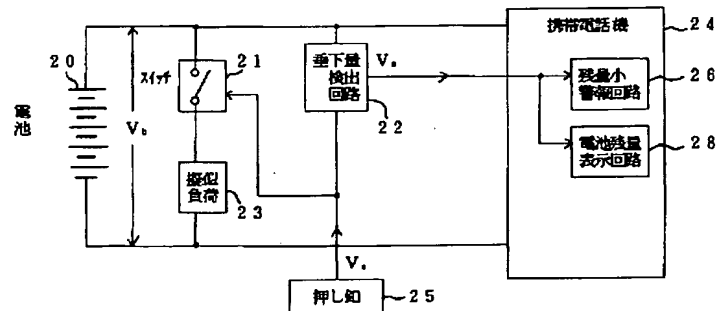 携帯電話機
24
20
スイッチ
21
垂下量
検出
回路
V
残量小
警報回路
26
電池
22
V
電池残量
表示回路
28
擬似
負荷
23
V
押し釦
25